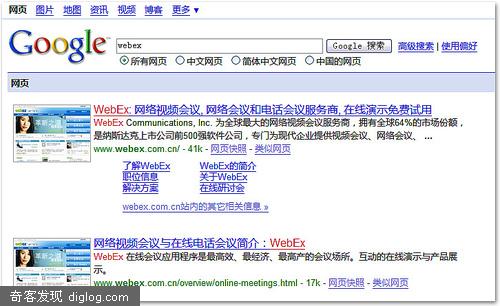 网页 图片 地图 资讯 视频 博客 更多 ▼
Google™ webex Google 搜索 高级搜索 | 使用偏好
所有网页 中文网页 简体中文网页 中国的网页
网页
WebEx: 网络视频会议, 网络会议和电话会议服务商, 在线演示免费试用
WebEx Communications, Inc. 为全球最大的网络视频会议服务商，拥有全球64%的市场份额，
是纳斯达克上市公司前500强软件公司，专门为现代企业提供视频会议、网络会议、 ...
www.webex.com.cn/ - 41k - 网页快照 - 类似网页
了解WebEx WebEx的简介
职位信息 关于WebEx
解决方案 在线研讨会
webex.com.cn站内的其它相关信息 »
网络视频会议与在线电话会议简介：WebEx
WebEx 在线会议应用程序是最高效、最经济、最高产的会议场所。互动的在线演示与产品展
示。
www.webex.com.cn/overview/online-meetings.html - 17k - 网页快照 - 类似网页
奇客发现 diglog.com